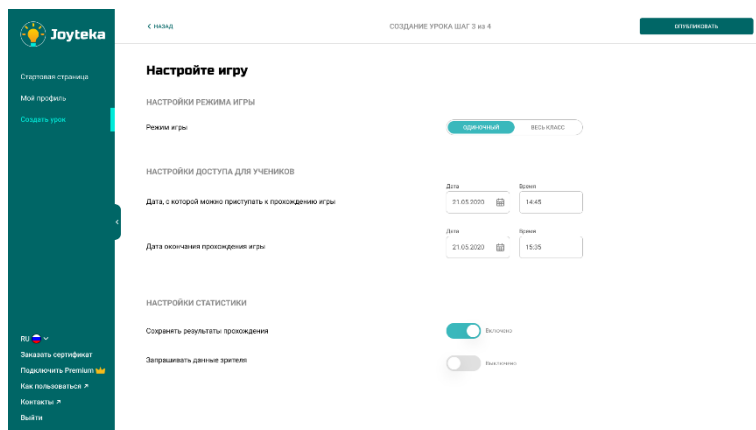 Joyteka
Стартовая страница
Мой профиль
Создать урок
RU
Заказать сертификат
Подключить Premium
Как пользоваться
Контакты
Выйти
НАЗАД
СОЗДАНИЕ УРОКА ШАГ 3 из 4
ОПУБЛИКОВАТЬ
Настройте игру
НАСТРОЙКИ РЕЖИМА ИГРЫ
Режим игры
ОДИНОЧНЫЙ ВЕСЬ КЛАСС
НАСТРОЙКИ ДОСТУПА ДЛЯ УЧЕНИКОВ
Дата Время
Дата, с которой можно приступать к прохождению игры 21.05.2020 14:45
Дата Время
Дата окончания прохождения игры 21.05.2020 15:35
НАСТРОЙКИ СТАТИСТИКИ
Сохранять результаты прохождения Включено
Запрашивать данные зрителя Выключено